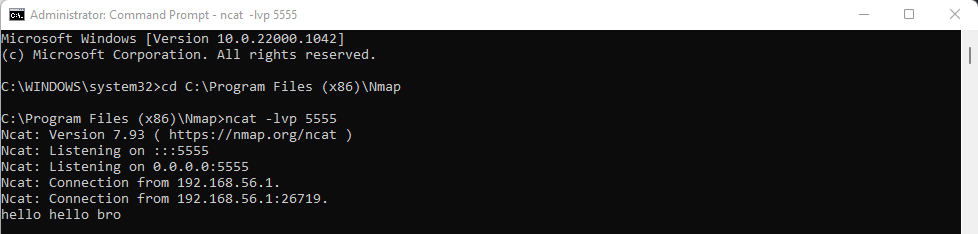 Administrator: Command Prompt - ncat  -lvp 5555
Microsoft Windows [Version 10.0.22000.1042]
(c) Microsoft Corporation. All rights reserved.
C:\WINDOWS\system32>cd C:\Program Files (x86)\Nmap
C:\Program Files (x86)\Nmap>ncat -lvp 5555
Ncat: Version 7.93 ( https://nmap.org/ncat )
Ncat: Listening on :::5555
Ncat: Listening on 0.0.0.0:5555
Ncat: Connection from 192.168.56.1.
Ncat: Connection from 192.168.56.1:26719.
hello hello bro